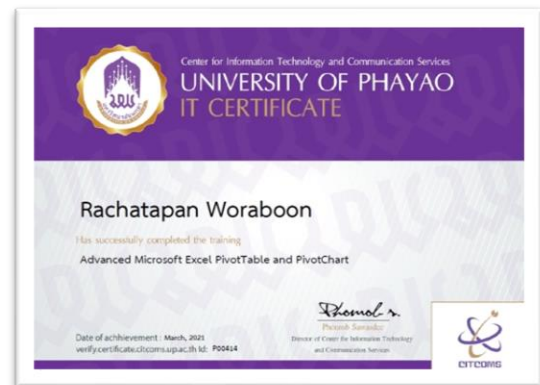 Center for Information Technology and Communication Services
UNIVERSITY OF PHAYAO
IT CERTIFICATE
Rachatapan Woraboon
Has successfully completed the training
Advanced Microsoft Excel PivotTable and PivotChart
Date of achhievement : March, 2021
verify.certificate.citcoms.up.ac.th Id: P00414
Director of Center for Information Technology
and Communication Services
CITCOMS